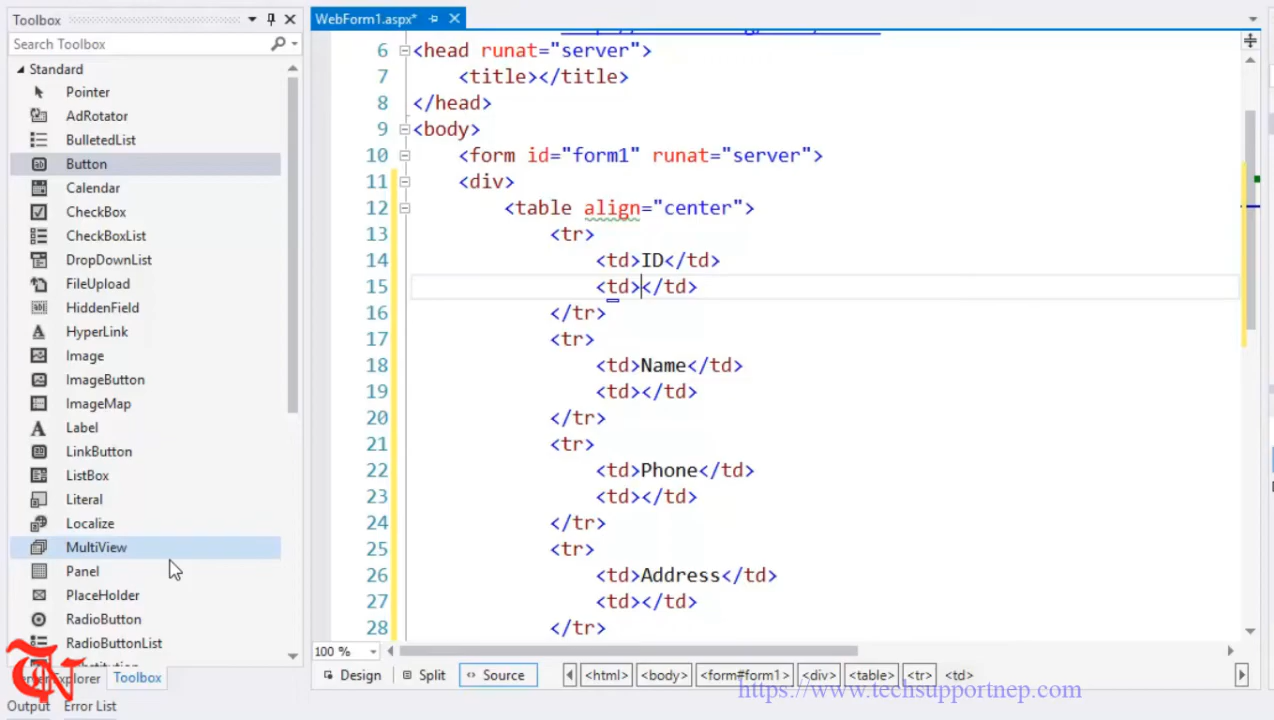 Toolbox
Search Toolbox
Standard
Pointer
AdRotator
BulletedList
Button
Calendar
CheckBox
CheckBoxList
DropDownList
FileUpload
HiddenField
HyperLink
Image
ImageButton
ImageMap
Label
LinkButton
ListBox
Literal
Localize
MultiView
Panel
PlaceHolder
RadioButton
RadioButtonList
TN
Explorer
Toolbox
Output
Error List
WebForm1.aspx*
6 <head runat="server">
7 <title></title>
8 </head>
9 <body>
10 <form id="form1" runat="server">
11 <div>
12 <table align="center">
13 <tr>
14 <td>ID</td>
15 <td></td>
16 </tr>
17 <tr>
18 <td>Name</td>
19 <td></td>
20 </tr>
21 <tr>
22 <td>Phone</td>
23 <td></td>
24 </tr>
25 <tr>
26 <td>Address</td>
27 <td></td>
28 </tr>
100 %
Design
Split
Source
<html> <body> <form#form1> <div> <table> <tr> <td>
https://www.techsupportnep.com